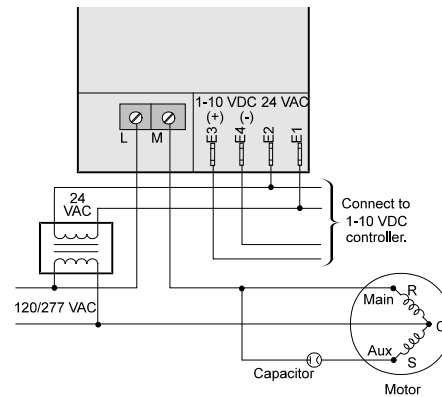 1-10 VDC 24 VAC
(+) (-)
L M
E3 E4 E2 E1
24
VAC
Connect to
1-10 VDC
controller.
120/277 VAC
Main R
C
Aux
S
Capacitor
Motor